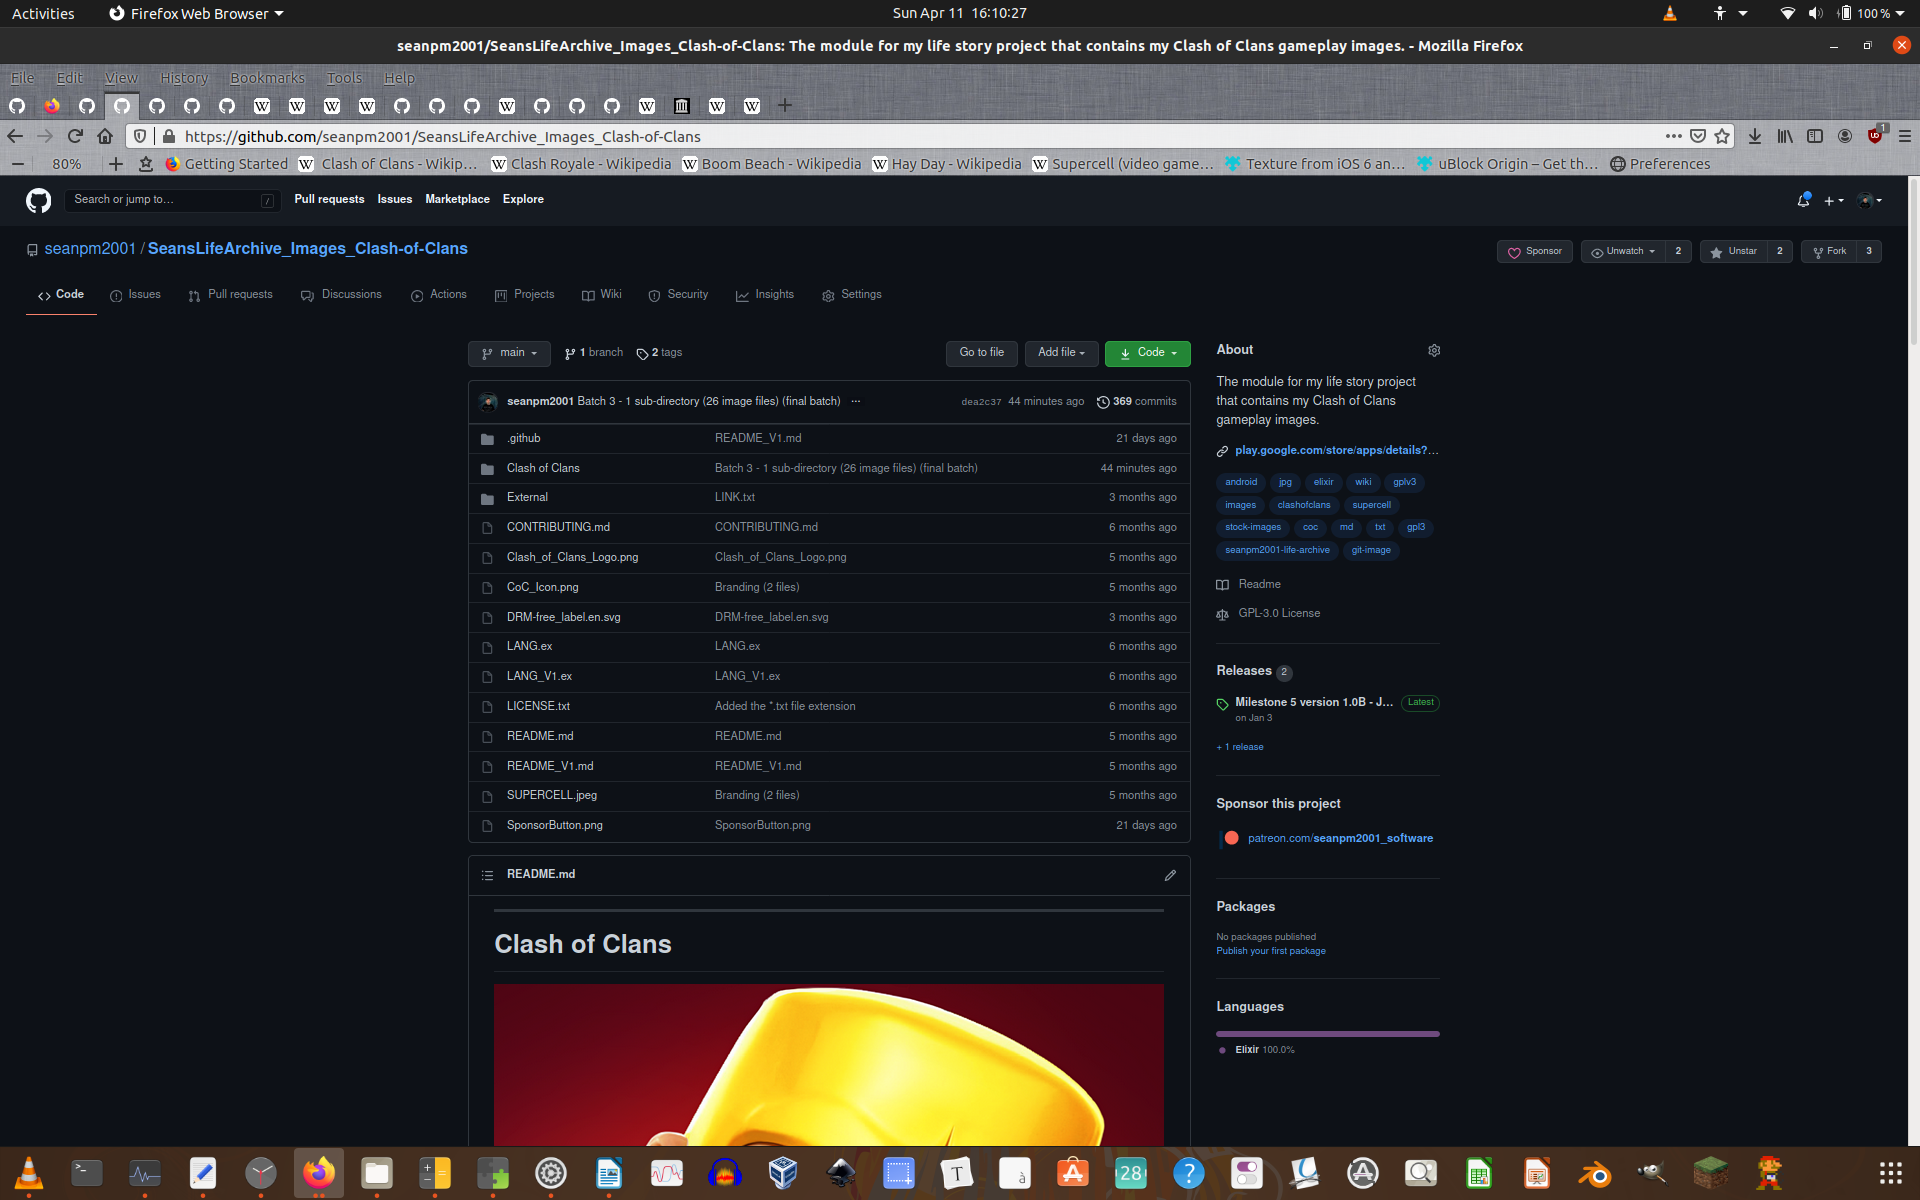 Activities
Firefox Web Browser
Sun Apr 11 16:10:27
100 %
seanpm2001/SeansLifeArchive_Images_Clash-of-Clans: The module for my life story project that contains my Clash of Clans gameplay images. - Mozilla Firefox
File Edit View History Bookmarks Tools Help
https://github.com/seanpm2001/SeansLifeArchive_Images_Clash-of-Clans
1
80%
Getting Started
Clash of Clans - Wikip…
Clash Royale - Wikipedia
Boom Beach - Wikipedia
Hay Day - Wikipedia
Supercell (video game…
Texture from iOS 6 an…
uBlock Origin – Get th…
Preferences
Search or jump to…
/
Pull requests Issues Marketplace Explore
seanpm2001 / SeansLifeArchive_Images_Clash-of-Clans
Sponsor
Unwatch 2
Unstar 2
Fork 3
Code
Issues
Pull requests
Discussions
Actions
Projects
Wiki
Security
Insights
Settings
main
1 branch
2 tags
Go to file
Add file
Code
seanpm2001 Batch 3 - 1 sub-directory (26 image files) (final batch) ... dea2c37 44 minutes ago 369 commits
.github README_V1.md 21 days ago
Clash of Clans Batch 3 - 1 sub-directory (26 image files) (final batch) 44 minutes ago
External LINK.txt 3 months ago
CONTRIBUTING.md CONTRIBUTING.md 6 months ago
Clash_of_Clans_Logo.png Clash_of_Clans_Logo.png 5 months ago
CoC_Icon.png Branding (2 files) 5 months ago
DRM-free_label.en.svg DRM-free_label.en.svg 3 months ago
LANG.ex LANG.ex 6 months ago
LANG_V1.ex LANG_V1.ex 6 months ago
LICENSE.txt Added the *.txt file extension 6 months ago
README.md README.md 5 months ago
README_V1.md README_V1.md 5 months ago
SUPERCELL.jpeg Branding (2 files) 5 months ago
SponsorButton.png SponsorButton.png 21 days ago
README.md
Clash of Clans
About
The module for my life story project
that contains my Clash of Clans
gameplay images.
play.google.com/store/apps/details?…
android jpg elixir wiki gplv3
images clashofclans supercell
stock-images coc md txt gpl3
seanpm2001-life-archive git-image
Readme
GPL-3.0 License
Releases 2
Milestone 5 version 1.0B - J… Latest
on Jan 3
+ 1 release
Sponsor this project
patreon.com/seanpm2001_software
Packages
No packages published
Publish your first package
Languages
Elixir 100.0%
28